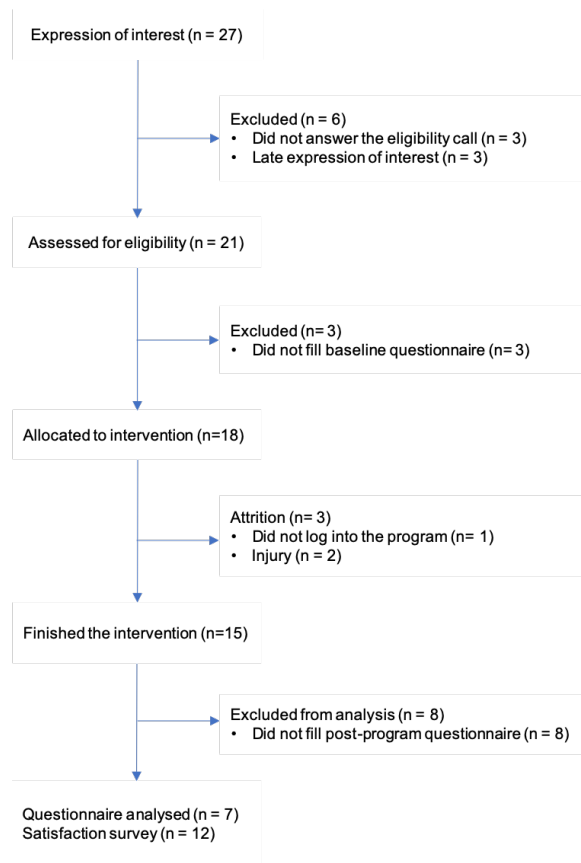 Expression of interest (n = 27)
Excluded (n = 6)
• Did not answer the eligibility call (n = 3)
• Late expression of interest (n = 3)
Assessed for eligibility (n = 21)
Excluded (n= 3)
• Did not fill baseline questionnaire (n= 3)
Allocated to intervention (n=18)
Attrition (n= 3)
• Did not log into the program (n= 1)
• Injury (n = 2)
Finished the intervention (n=15)
Excluded from analysis (n = 8)
• Did not fill post-program questionnaire (n = 8)
Questionnaire analysed (n = 7)
Satisfaction survey (n = 12)